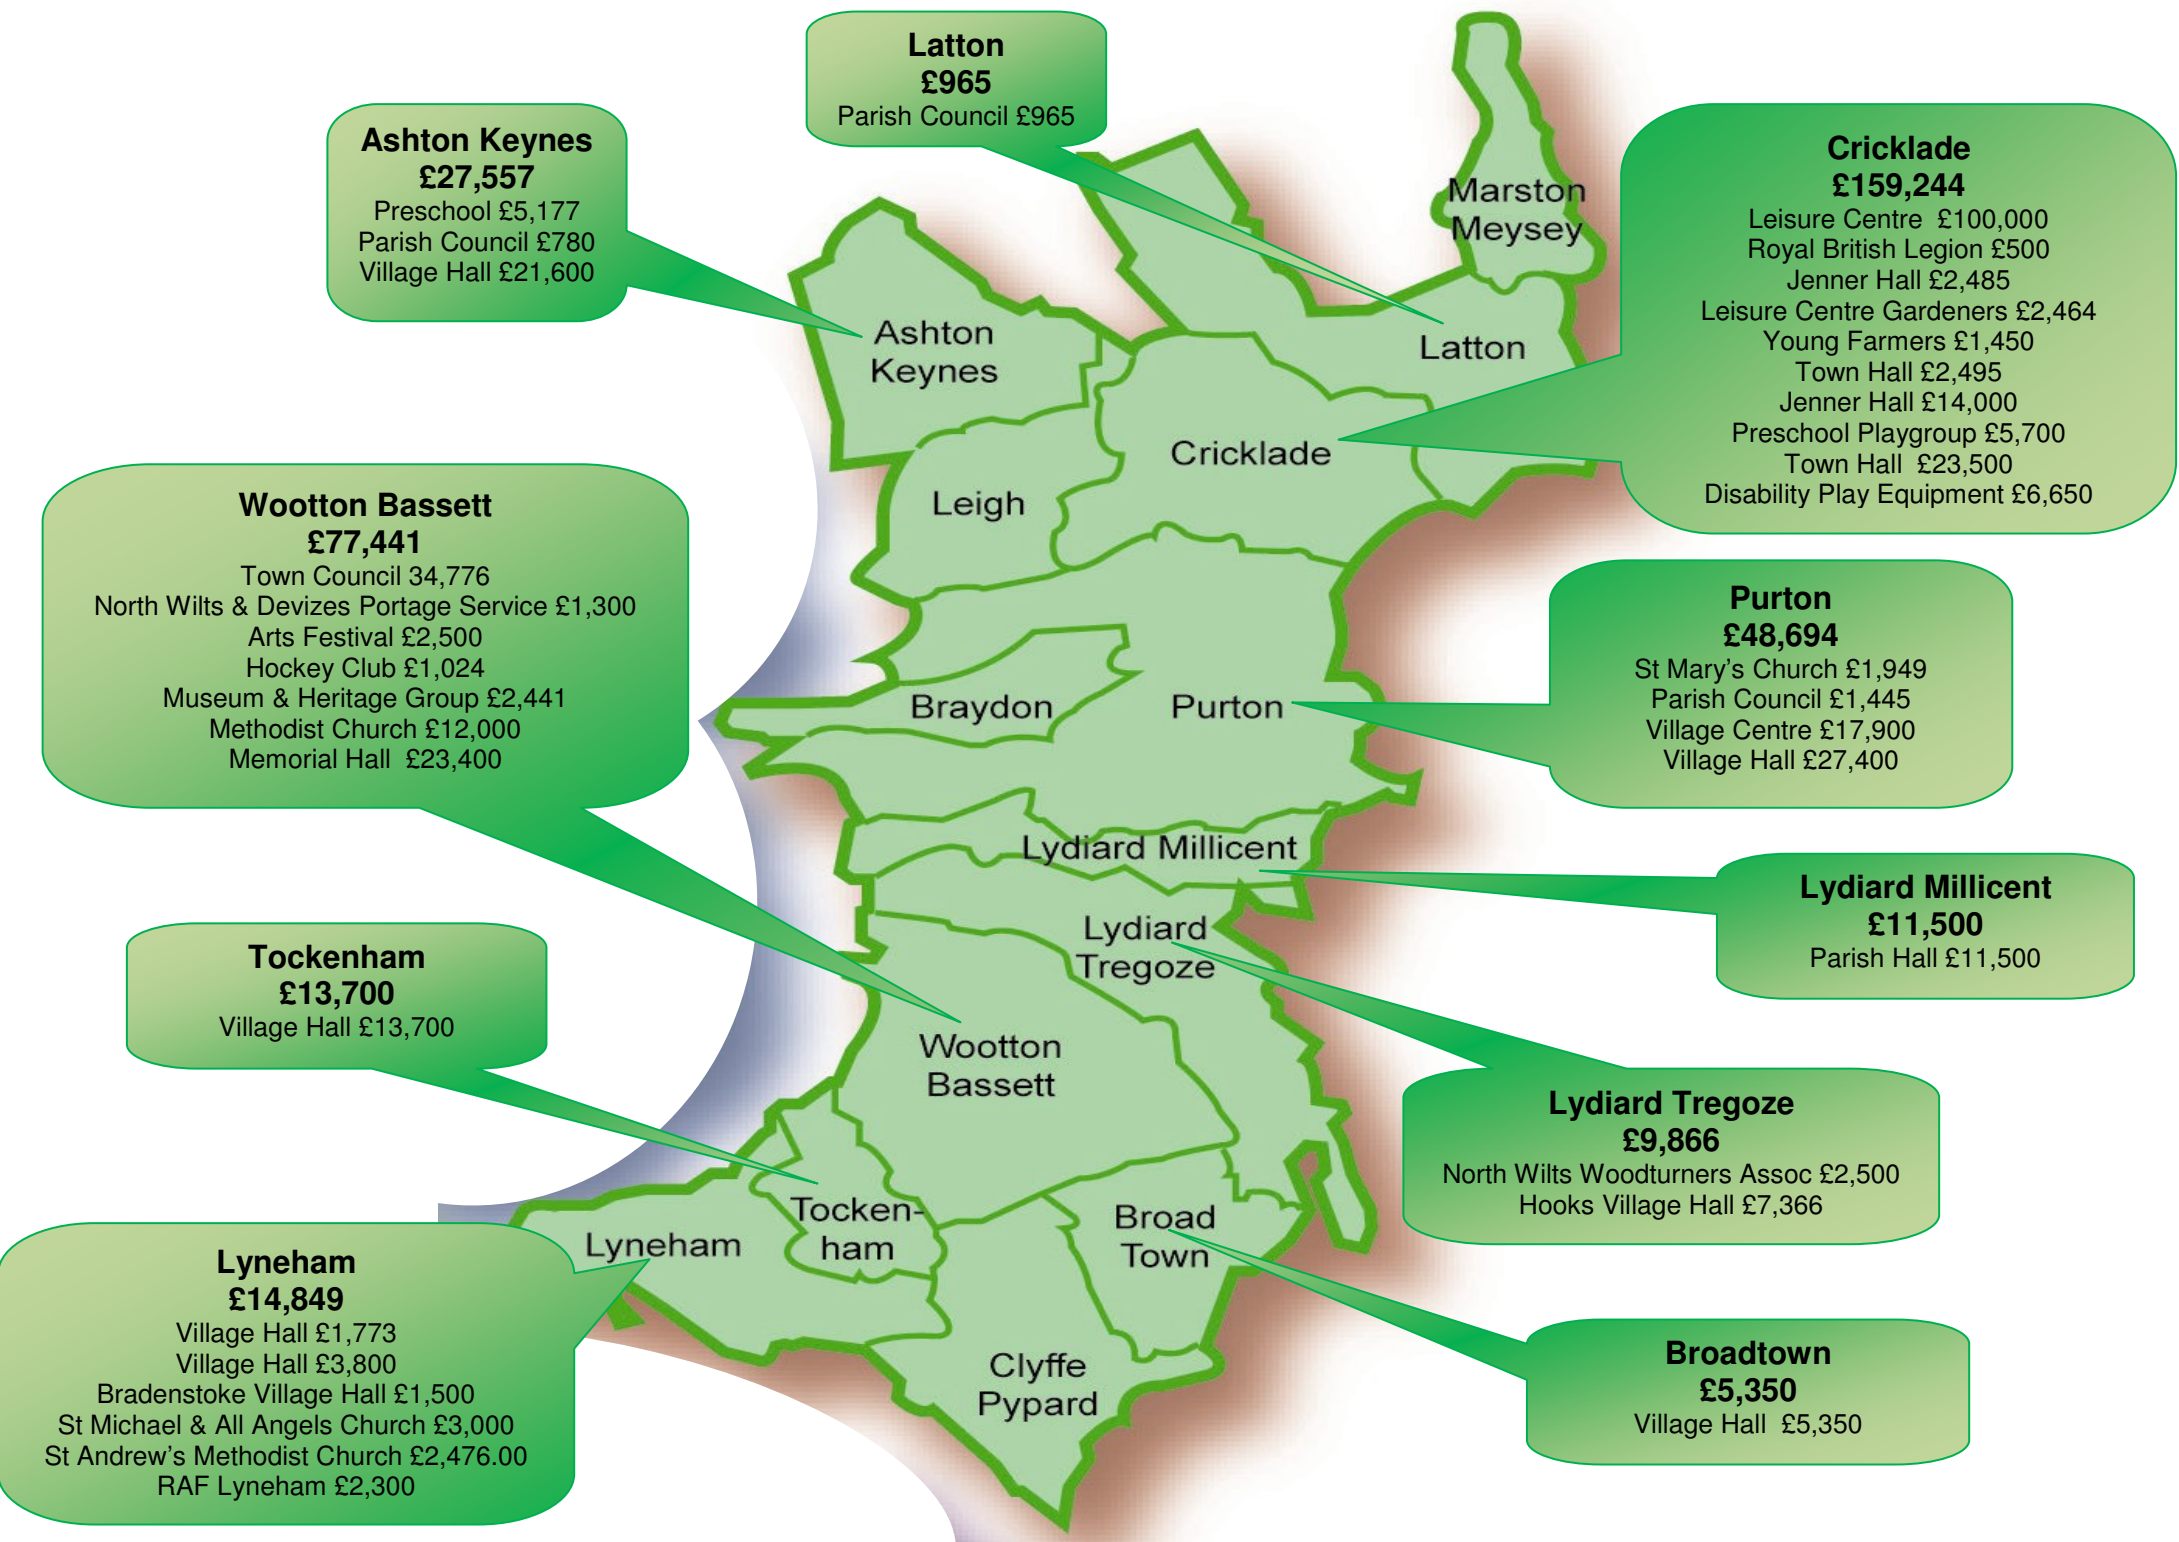 Latton
£965
Parish Council £965
Ashton Keynes
£27,557
Preschool £5,177
Parish Council £780
Village Hall £21,600
Cricklade
£159,244
Leisure Centre £100,000
Royal British Legion £500
Jenner Hall £2,485
Leisure Centre Gardeners £2,464
Young Farmers £1,450
Town Hall £2,495
Jenner Hall £14,000
Preschool Playgroup £5,700
Town Hall £23,500
Disability Play Equipment £6,650
Marston
Meysey
Ashton
Keynes
Latton
Cricklade
Leigh
Wootton Bassett
£77,441
Town Council 34,776
North Wilts & Devizes Portage Service £1,300
Arts Festival £2,500
Hockey Club £1,024
Museum & Heritage Group £2,441
Methodist Church £12,000
Memorial Hall £23,400
Purton
£48,694
St Mary's Church £1,949
Parish Council £1,445
Village Centre £17,900
Village Hall £27,400
Braydon
Purton
Lydiard Millicent
Lydiard Millicent
£11,500
Parish Hall £11,500
Lydiard
Tregoze
Tockenham
£13,700
Village Hall £13,700
Wootton
Bassett
Lydiard Tregoze
£9,866
North Wilts Woodturners Assoc £2,500
Hooks Village Hall £7,366
Tocken-
ham
Lyneham
Broad
Town
Lyneham
£14,849
Village Hall £1,773
Village Hall £3,800
Bradenstoke Village Hall £1,500
St Michael & All Angels Church £3,000
St Andrew's Methodist Church £2,476.00
RAF Lyneham £2,300
Clyffe
Pypard
Broadtown
£5,350
Village Hall £5,350